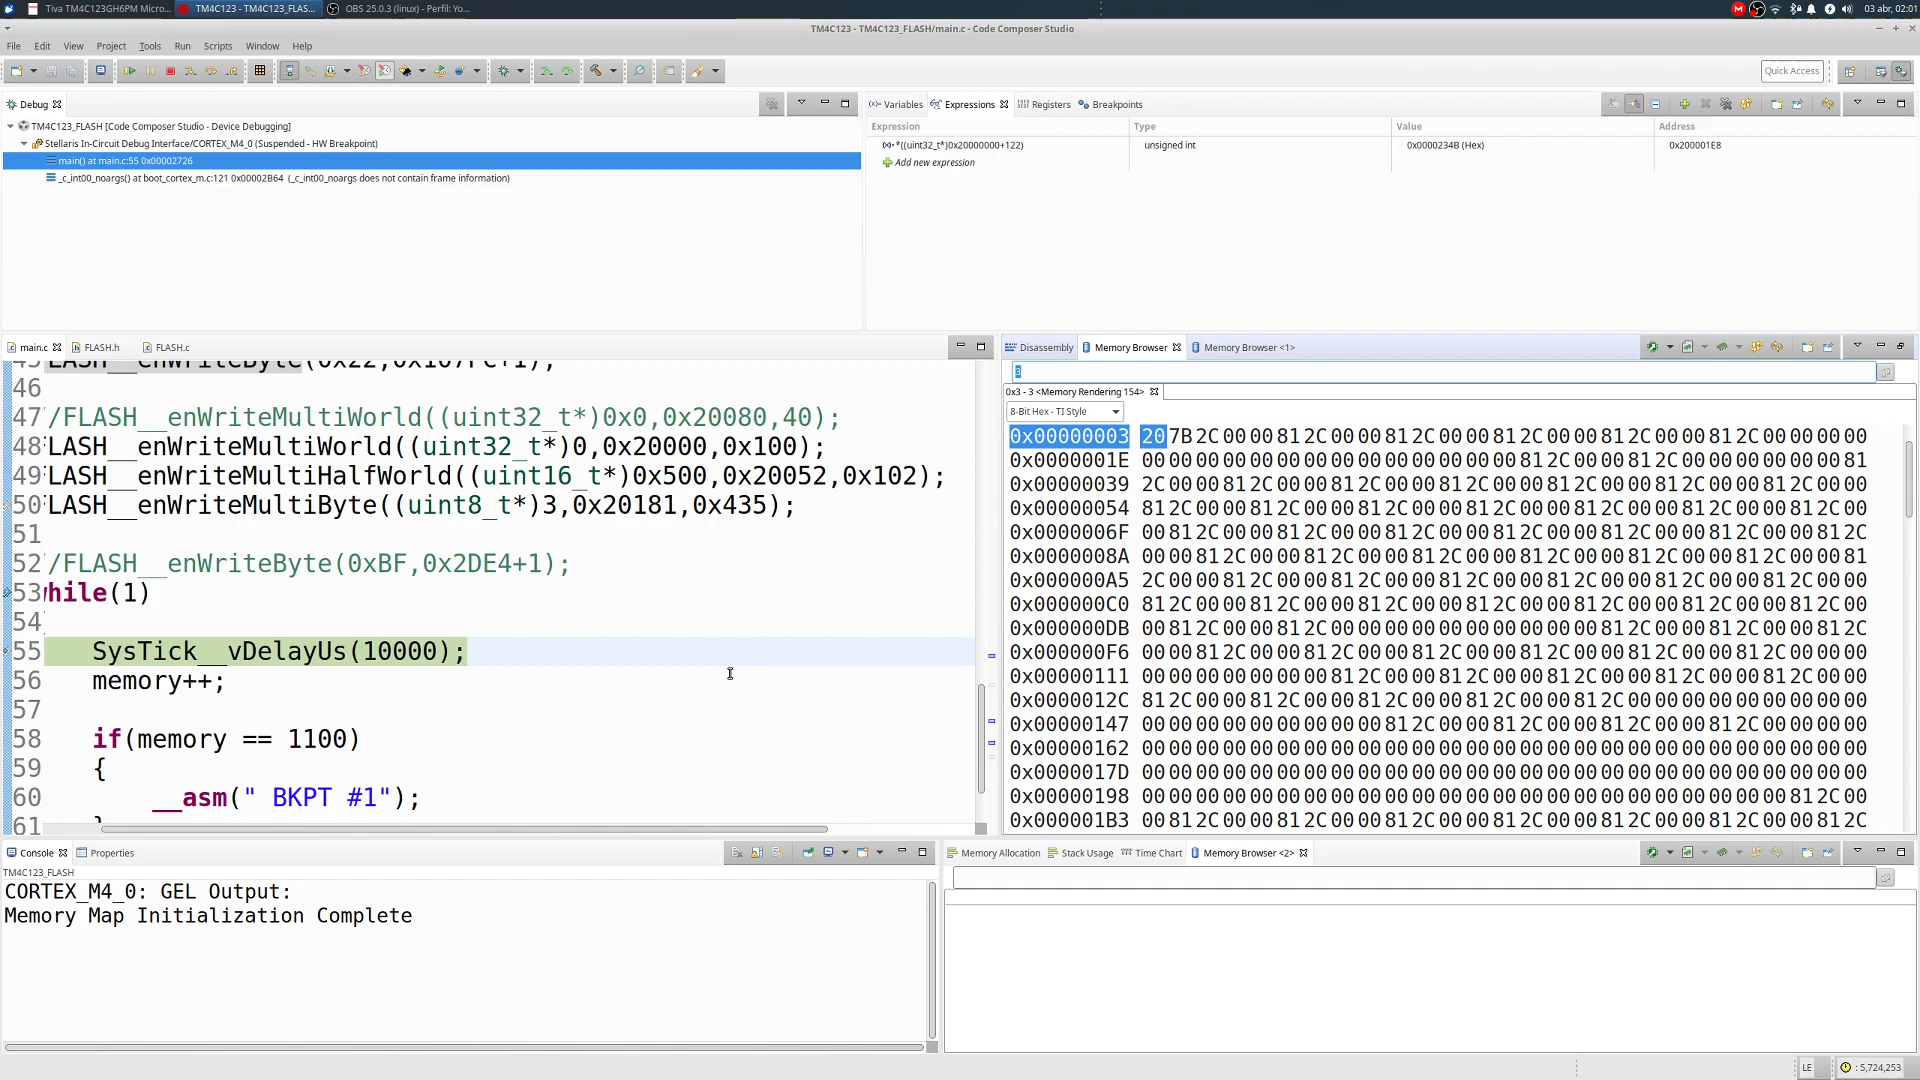 Tiva TM4C123GH6PM Micro...
TM4C123 - TM4C123_FLAS...
OBS 25.0.3 (linux) - Perfil: Yo...
03 abr, 02:01
TM4C123 - TM4C123_FLASH/main.c - Code Composer Studio
File Edit View Project Tools Run Scripts Window Help
Quick Access
Debug
TM4C123_FLASH [Code Composer Studio - Device Debugging]
Stellaris In-Circuit Debug Interface/CORTEX_M4_0 (Suspended - HW Breakpoint)
main() at main.c:55 0x00002726
_c_int00_noargs() at boot_cortex_m.c:121 0x00002B64 (_c_int00_noargs does not contain frame information)
(x)= Variables Expressions Registers Breakpoints
Expression Type Value Address
(x)= *((uint32_t*)0x20000000+122) unsigned int 0x0000234B (Hex) 0x200001E8
Add new expression
main.c FLASH.h FLASH.c
45 LASH__enWriteByte(0x22,0x107FC+1);
46
47 /FLASH__enWriteMultiWorld((uint32_t*)0x0,0x20080,40);
48 LASH__enWriteMultiWorld((uint32_t*)0,0x20000,0x100);
49 LASH__enWriteMultiHalfWorld((uint16_t*)0x500,0x20052,0x102);
50 LASH__enWriteMultiByte((uint8_t*)3,0x20181,0x435);
51
52 /FLASH__enWriteByte(0xBF,0x2DE4+1);
53 hile(1)
54
55 SysTick__vDelayUs(10000);
56 memory++;
57
58 if(memory == 1100)
59 {
60 __asm(" BKPT #1");
61 }
Disassembly Memory Browser Memory Browser <1>
3
0x3 - 3 <Memory Rendering 154>
8-Bit Hex - TI Style
0x00000003 20 7B 2C 00 00 81 2C 00 00 81 2C 00 00 81 2C 00 00 81 2C 00 00 81 2C 00 00 00 00
0x0000001E 00 00 00 00 00 00 00 00 00 00 00 00 00 00 81 2C 00 00 81 2C 00 00 00 00 00 00 81
0x00000039 2C 00 00 81 2C 00 00 81 2C 00 00 81 2C 00 00 81 2C 00 00 81 2C 00 00 81 2C 00 00
0x00000054 81 2C 00 00 81 2C 00 00 81 2C 00 00 81 2C 00 00 81 2C 00 00 81 2C 00 00 81 2C 00
0x0000006F 00 81 2C 00 00 81 2C 00 00 81 2C 00 00 81 2C 00 00 81 2C 00 00 81 2C 00 00 81 2C
0x0000008A 00 00 81 2C 00 00 81 2C 00 00 81 2C 00 00 81 2C 00 00 81 2C 00 00 81 2C 00 00 81
0x000000A5 2C 00 00 81 2C 00 00 81 2C 00 00 81 2C 00 00 81 2C 00 00 81 2C 00 00 81 2C 00 00
0x000000C0 81 2C 00 00 81 2C 00 00 81 2C 00 00 81 2C 00 00 81 2C 00 00 81 2C 00 00 81 2C 00
0x000000DB 00 81 2C 00 00 81 2C 00 00 81 2C 00 00 81 2C 00 00 81 2C 00 00 81 2C 00 00 81 2C
0x000000F6 00 00 81 2C 00 00 81 2C 00 00 81 2C 00 00 81 2C 00 00 81 2C 00 00 81 2C 00 00 00
0x00000111 00 00 00 00 00 00 00 81 2C 00 00 81 2C 00 00 81 2C 00 00 81 2C 00 00 81 2C 00 00
0x0000012C 81 2C 00 00 81 2C 00 00 81 2C 00 00 81 2C 00 00 81 2C 00 00 81 2C 00 00 00 00 00
0x00000147 00 00 00 00 00 00 00 00 00 81 2C 00 00 81 2C 00 00 81 2C 00 00 81 2C 00 00 00 00
0x00000162 00 00 00 00 00 00 00 00 00 00 00 00 00 00 00 00 00 00 00 00 00 00 00 00 00 00 00
0x0000017D 00 00 00 00 00 00 00 00 00 00 00 00 00 00 00 00 00 00 00 00 00 00 00 00 00 00 00
0x00000198 00 00 00 00 00 00 00 00 00 00 00 00 00 00 00 00 00 00 00 00 00 00 00 00 81 2C 00
0x000001B3 00 81 2C 00 00 81 2C 00 00 81 2C 00 00 81 2C 00 00 81 2C 00 00 81 2C 00 00 81 2C
Console Properties
TM4C123_FLASH
CORTEX_M4_0: GEL Output:
Memory Map Initialization Complete
Memory Allocation Stack Usage Time Chart Memory Browser <2>
LE : 5,724,253